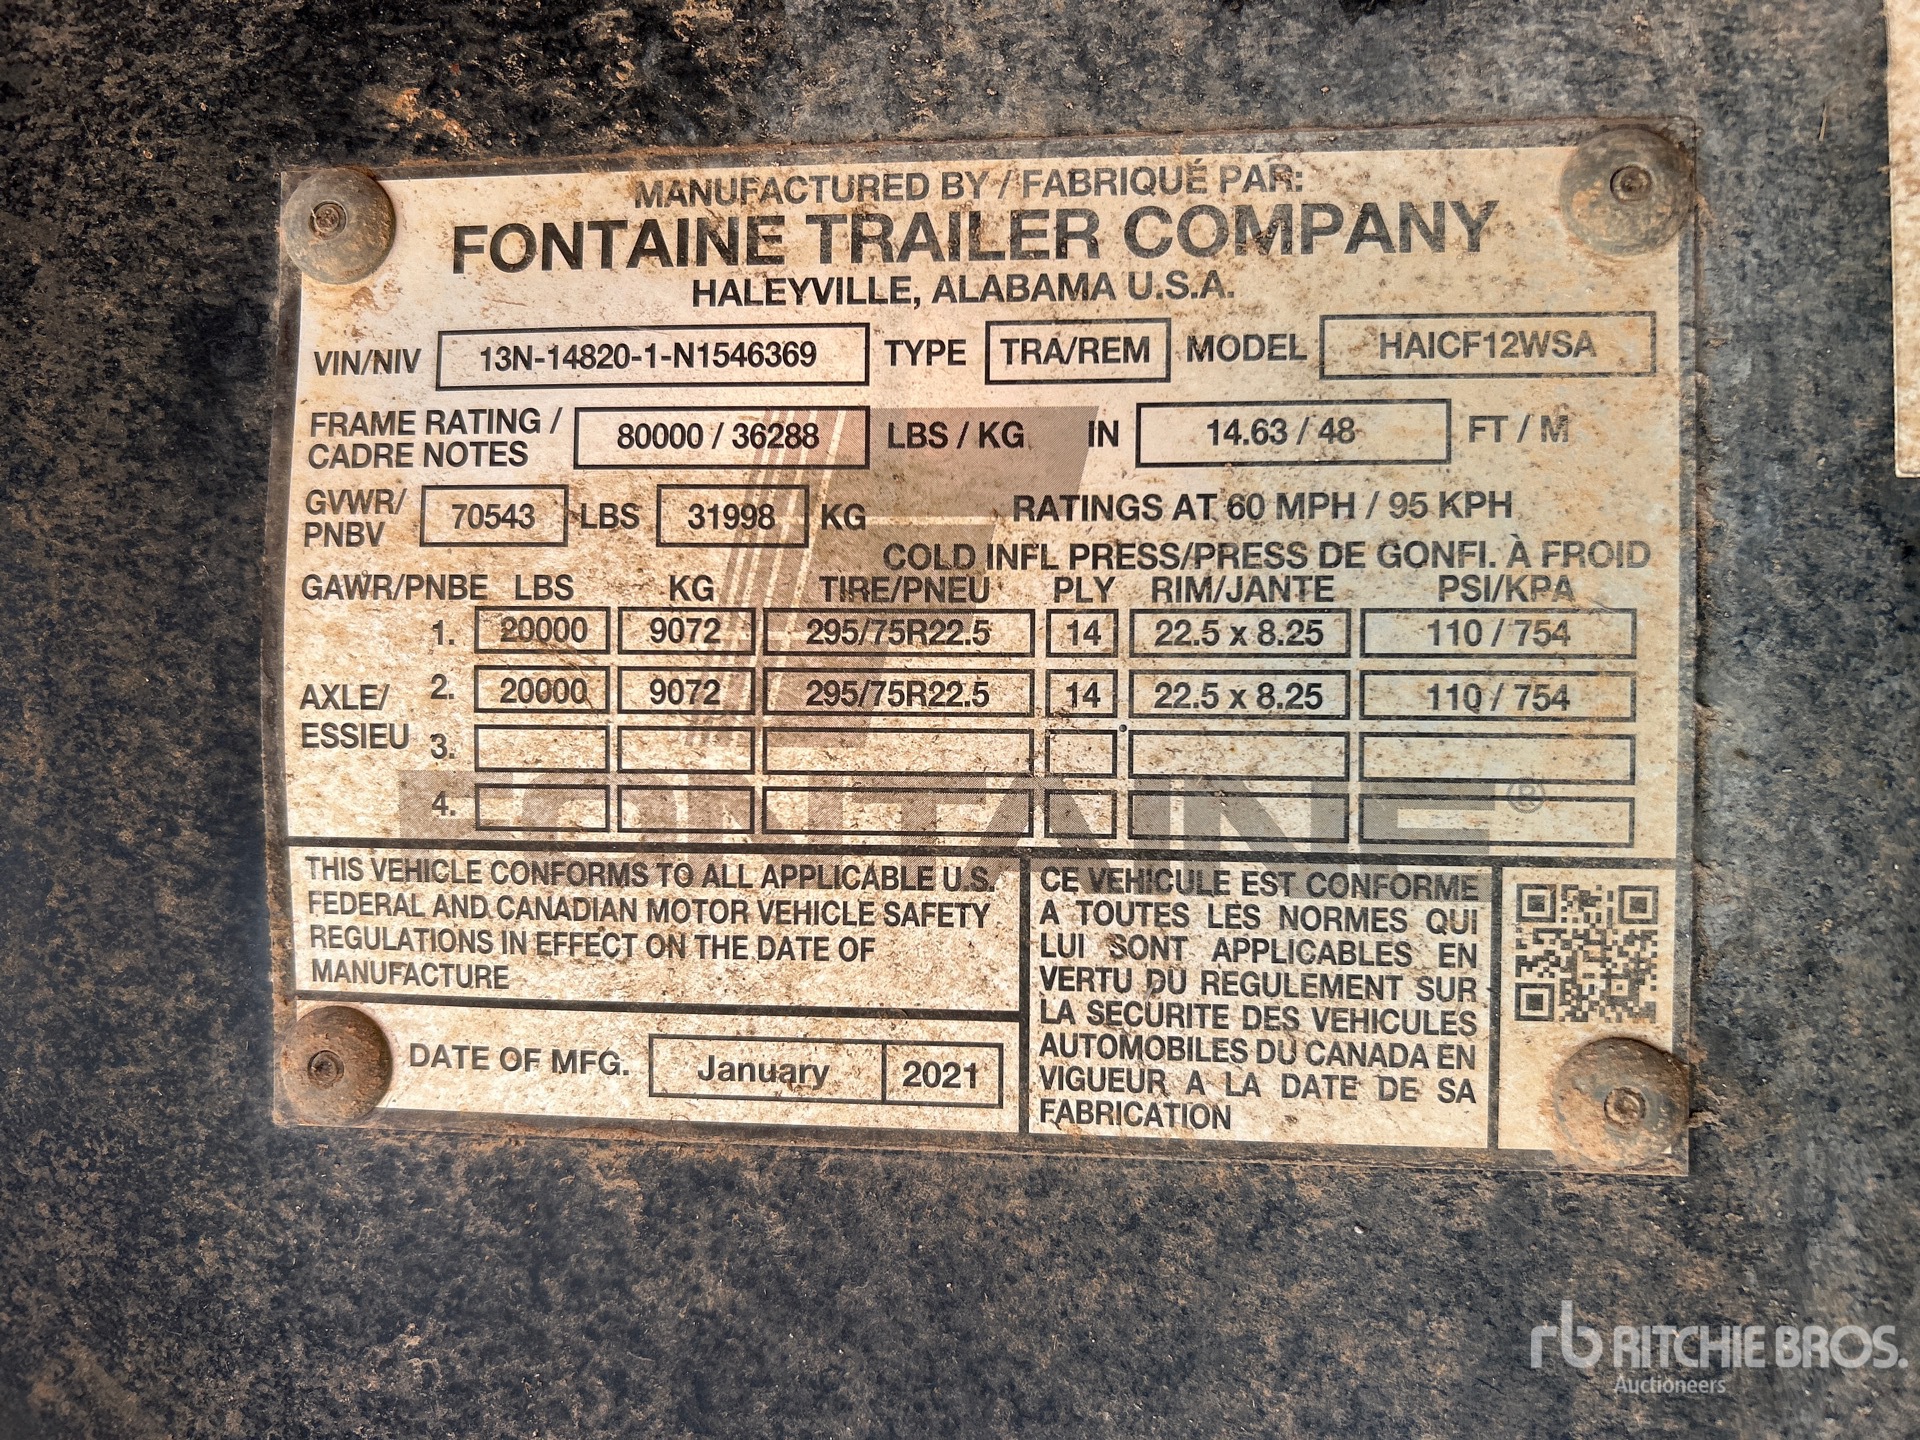 MANUFACTURED BY / FABRIQUÉ PAR:
FONTAINE TRAILER COMPANY
HALEYVILLE, ALABAMA U.S.A.
VIN/NIV 13N-14820-1-N1546369 TYPE TRA/REM MODEL HAICF12WSA
FRAME RATING / CADRE NOTES 80000 / 36288 LBS / KG IN 14.63 / 48 FT / M
GVWR/ PNBV 70543 LBS 31998 KG RATINGS AT 60 MPH / 95 KPH
COLD INFL PRESS/PRESS DE GONFI. À FROID
GAWR/PNBE LBS KG TIRE/PNEU PLY RIM/JANTE PSI/KPA
1. 20000 9072 295/75R22.5 14 22.5 x 8.25 110 / 754
AXLE/ ESSIEU
2. 20000 9072 295/75R22.5 14 22.5 x 8.25 110 / 754
3.
4.
FONTAINE®
THIS VEHICLE CONFORMS TO ALL APPLICABLE U.S.
FEDERAL AND CANADIAN MOTOR VEHICLE SAFETY
REGULATIONS IN EFFECT ON THE DATE OF
MANUFACTURE
DATE OF MFG. January 2021
CE VEHICULE EST CONFORME
A TOUTES LES NORMES QUI
LUI SONT APPLICABLES EN
VERTU DU REGULEMENT SUR
LA SECURITE DES VEHICULES
AUTOMOBILES DU CANADA EN
VIGUEUR A LA DATE DE SA
FABRICATION
rb RITCHIE BROS.
Auctioneers